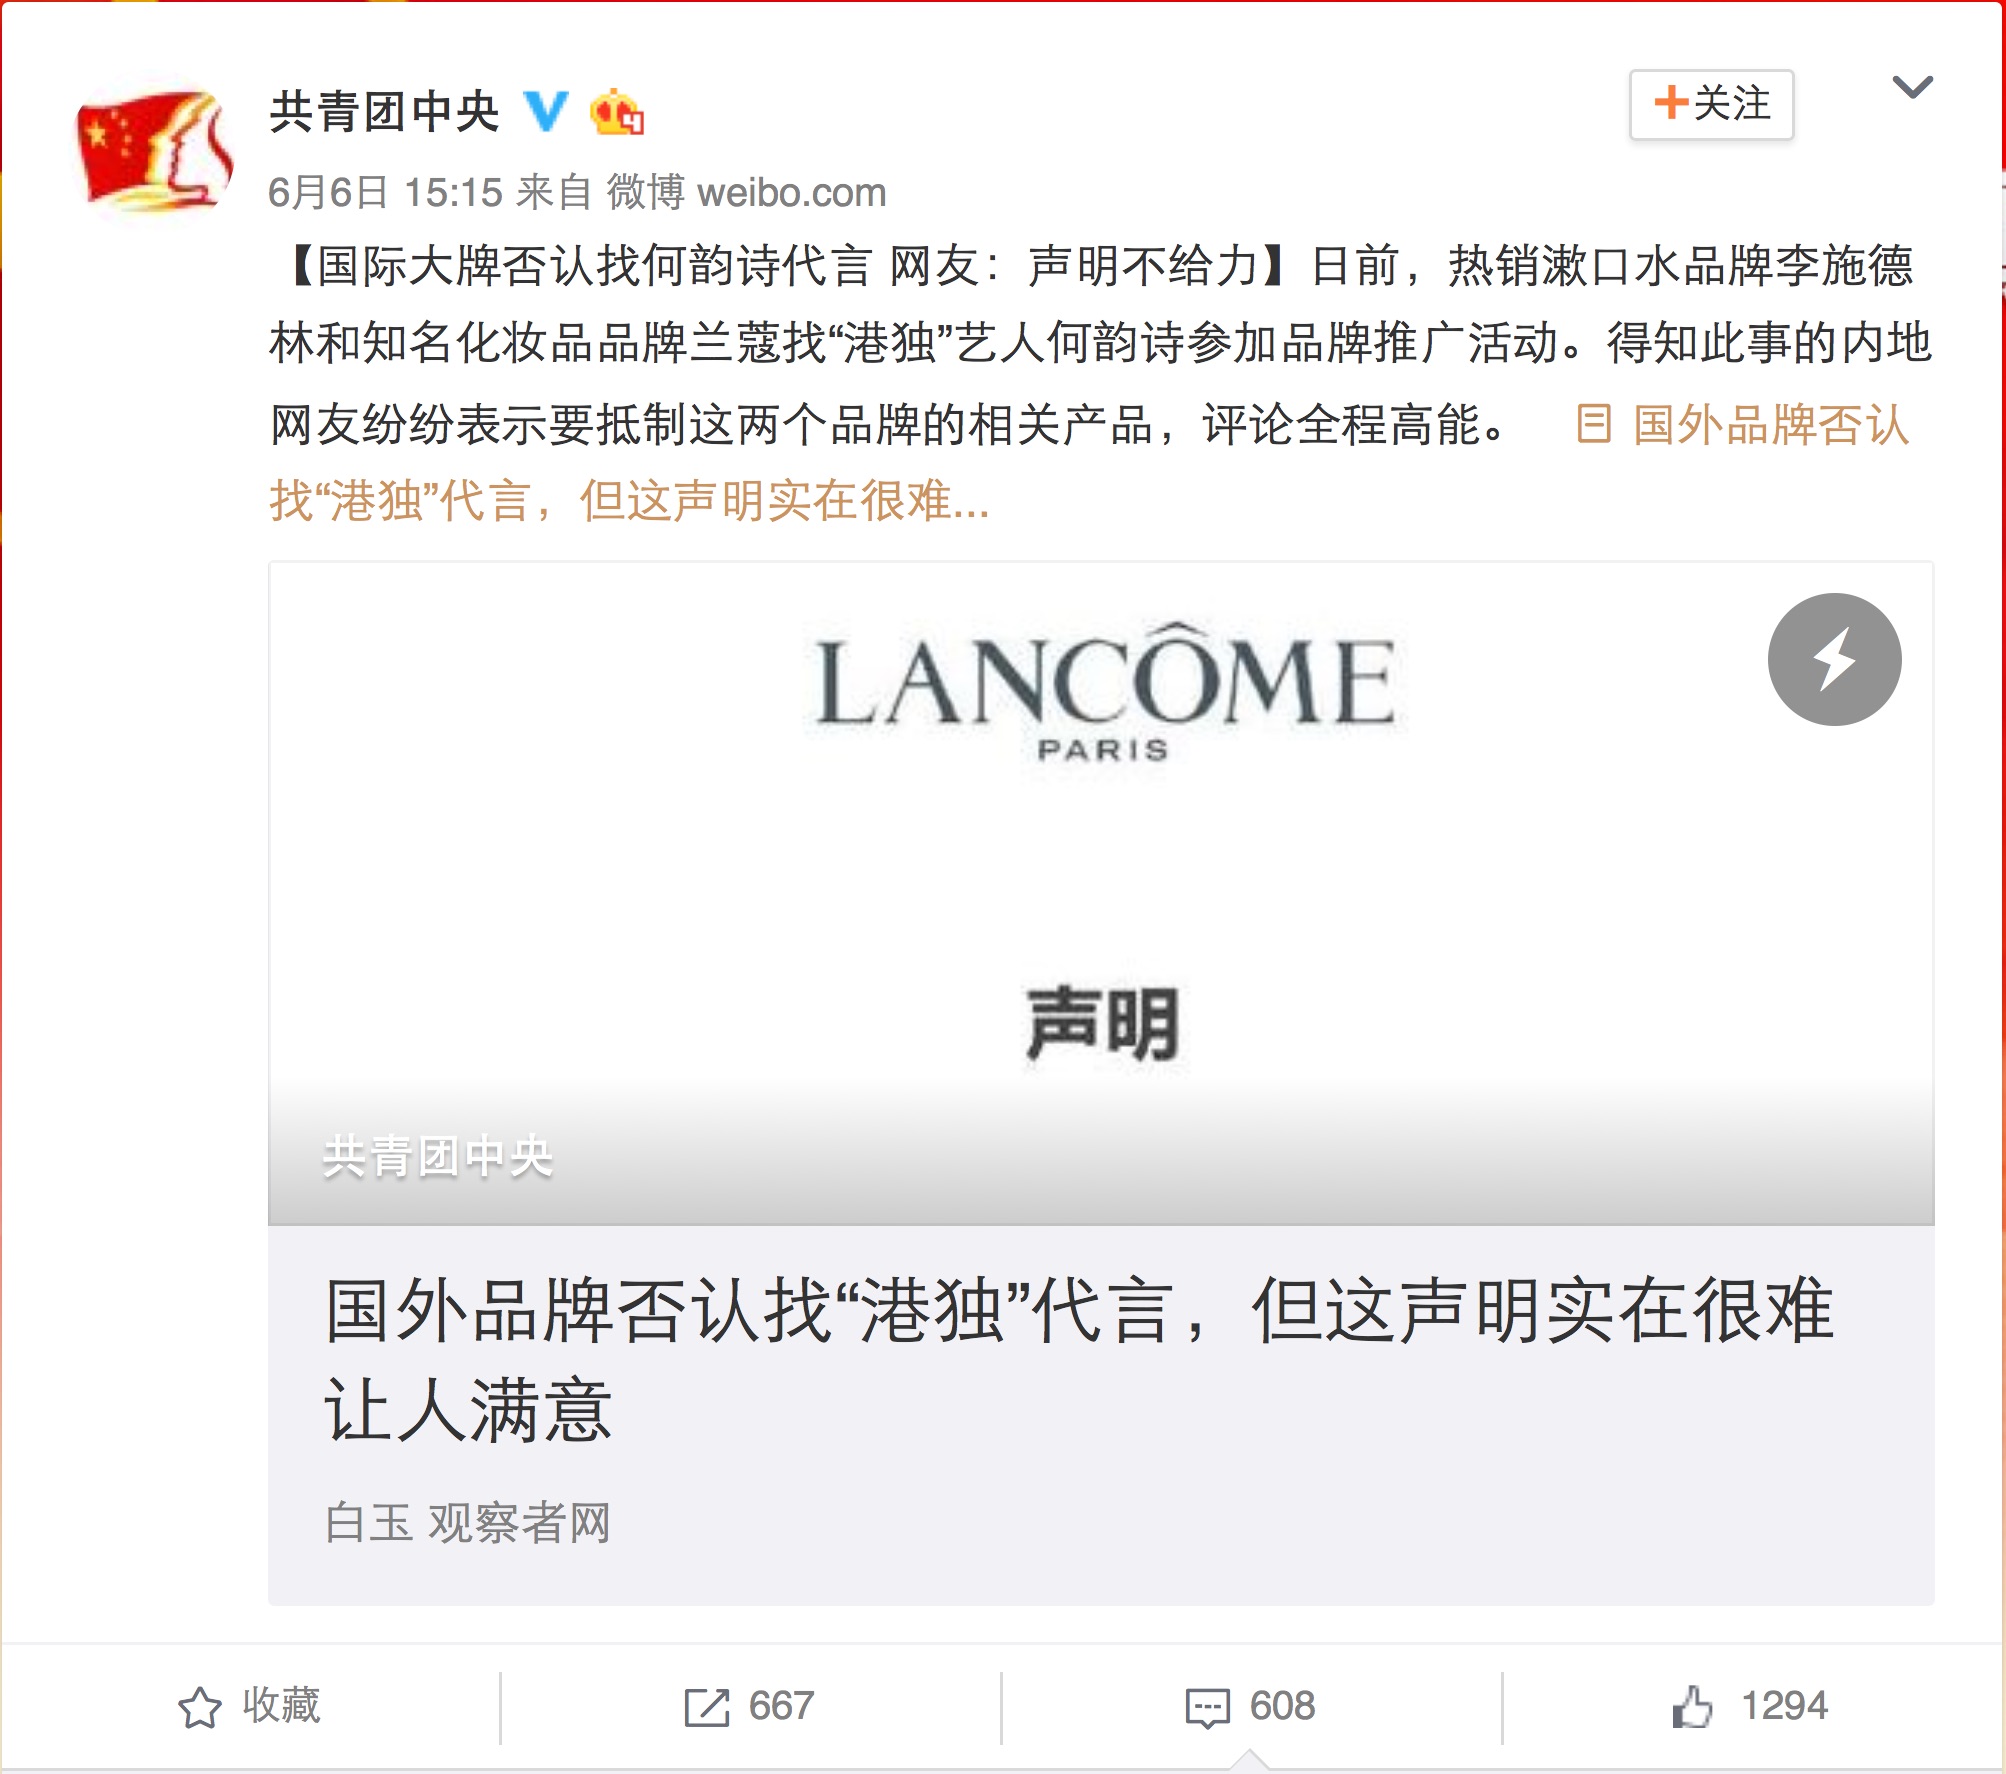 共青团中央
4
+关注
6月6日 15:15 来自 微博 weibo.com
【国际大牌否认找何韵诗代言 网友：声明不给力】日前，热销漱口水品牌李施德
林和知名化妆品品牌兰蔻找“港独”艺人何韵诗参加品牌推广活动。得知此事的内地
网友纷纷表示要抵制这两个品牌的相关产品，评论全程高能。 国外品牌否认
找“港独”代言，但这声明实在很难...
LANCÔME
PARIS
声明
共青团中央
国外品牌否认找“港独”代言，但这声明实在很难
让人满意
白玉 观察者网
收藏
667
608
1294